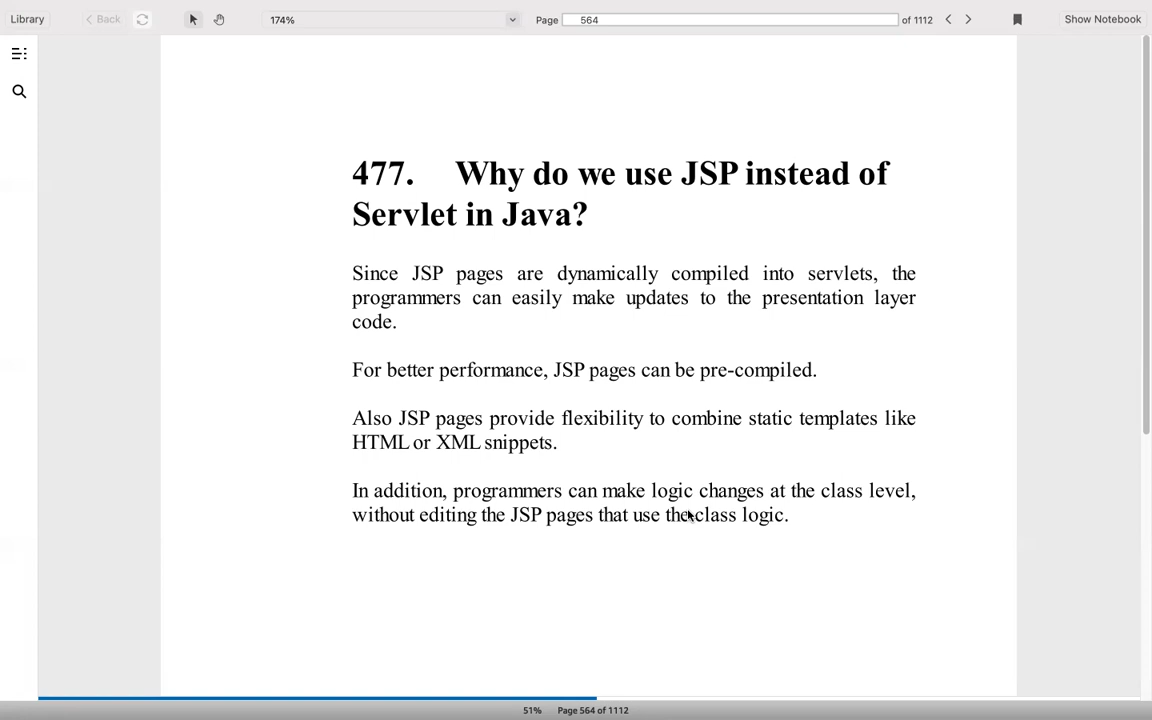 Library
Back
174%
Page 564 of 1112
Show Notebook
477. Why do we use JSP instead of
Servlet in Java?
Since JSP pages are dynamically compiled into servlets, the
programmers can easily make updates to the presentation layer
code.
For better performance, JSP pages can be pre-compiled.
Also JSP pages provide flexibility to combine static templates like
HTML or XML snippets.
In addition, programmers can make logic changes at the class level,
without editing the JSP pages that use the class logic.
51% Page 564 of 1112